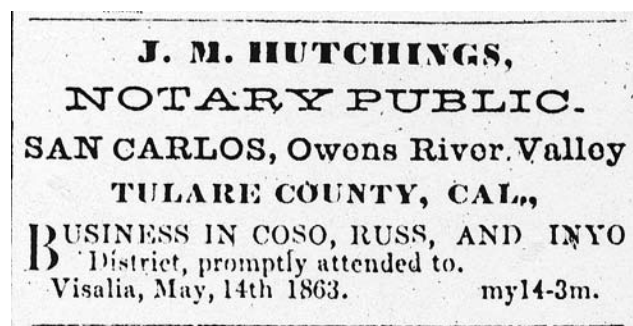 J. M. HUTCHINGS,
NOTARY PUBLIC.
SAN CARLOS, Owens River. Valley
TULARE COUNTY, CAL.,
BUSINESS IN COSO, RUSS, AND INYO
District, promptly attended to.
Visalia, May, 14th 1863. my14-3m.